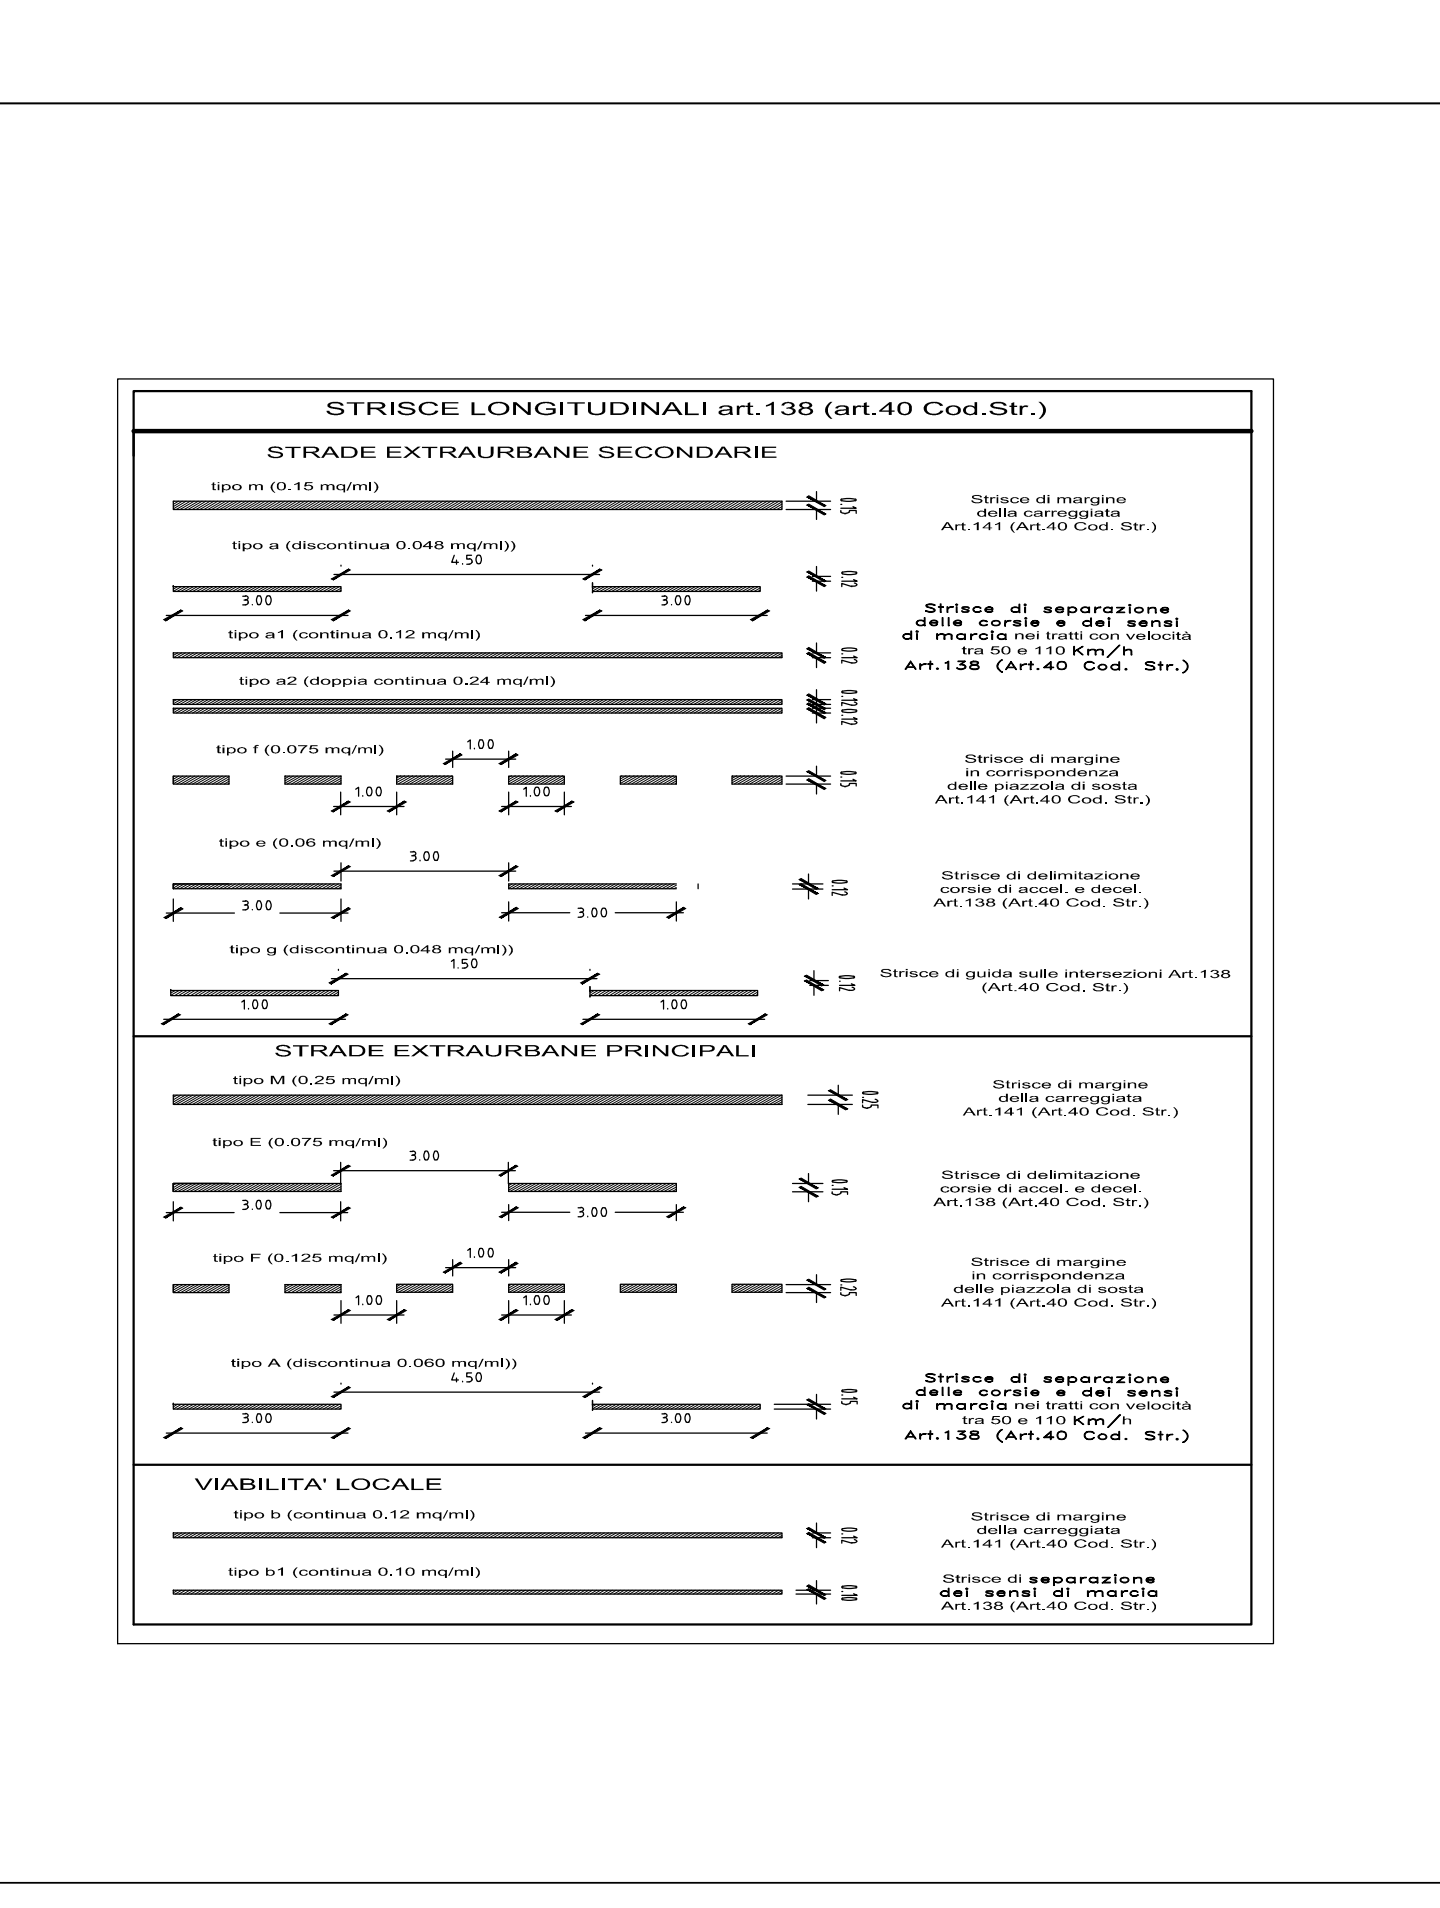 STRISCE LONGITUDINALI art.138 (art.40 Cod.Str.)
STRADE EXTRAURBANE SECONDARIE
tipo m (0.15 mq/ml)
0.15
Strisce di margine
della carreggiata
Art.141 (Art.40 Cod. Str.)
tipo a (discontinua 0.048 mq/ml))
4.50
3.00
3.00
0.12
Strisce di separazione
delle corsie e dei sensi
di marcia nei tratti con velocità
tra 50 e 110 Km/h
Art.138 (Art.40 Cod. Str.)
tipo a1 (continua 0.12 mq/ml)
0.12
tipo a2 (doppia continua 0.24 mq/ml)
0.12
0.12
tipo f (0.075 mq/ml)
1.00
1.00
1.00
0.15
Strisce di margine
in corrispondenza
delle piazzola di sosta
Art.141 (Art.40 Cod. Str.)
tipo e (0.06 mq/ml)
3.00
3.00
3.00
0.12
Strisce di delimitazione
corsie di accel. e decel.
Art.138 (Art.40 Cod. Str.)
tipo g (discontinua 0.048 mq/ml))
1.50
1.00
1.00
0.12
Strisce di guida sulle intersezioni Art.138
(Art.40 Cod. Str.)
STRADE EXTRAURBANE PRINCIPALI
tipo M (0.25 mq/ml)
0.25
Strisce di margine
della carreggiata
Art.141 (Art.40 Cod. Str.)
tipo E (0.075 mq/ml)
3.00
3.00
3.00
0.15
Strisce di delimitazione
corsie di accel. e decel.
Art.138 (Art.40 Cod. Str.)
tipo F (0.125 mq/ml)
1.00
1.00
1.00
0.25
Strisce di margine
in corrispondenza
delle piazzola di sosta
Art.141 (Art.40 Cod. Str.)
tipo A (discontinua 0.060 mq/ml))
4.50
3.00
3.00
0.15
Strisce di separazione
delle corsie e dei sensi
di marcia nei tratti con velocità
tra 50 e 110 Km/h
Art.138 (Art.40 Cod. Str.)
VIABILITA' LOCALE
tipo b (continua 0.12 mq/ml)
0.12
Strisce di margine
della carreggiata
Art.141 (Art.40 Cod. Str.)
tipo b1 (continua 0.10 mq/ml)
0.10
Strisce di separazione
dei sensi di marcia
Art.138 (Art.40 Cod. Str.)